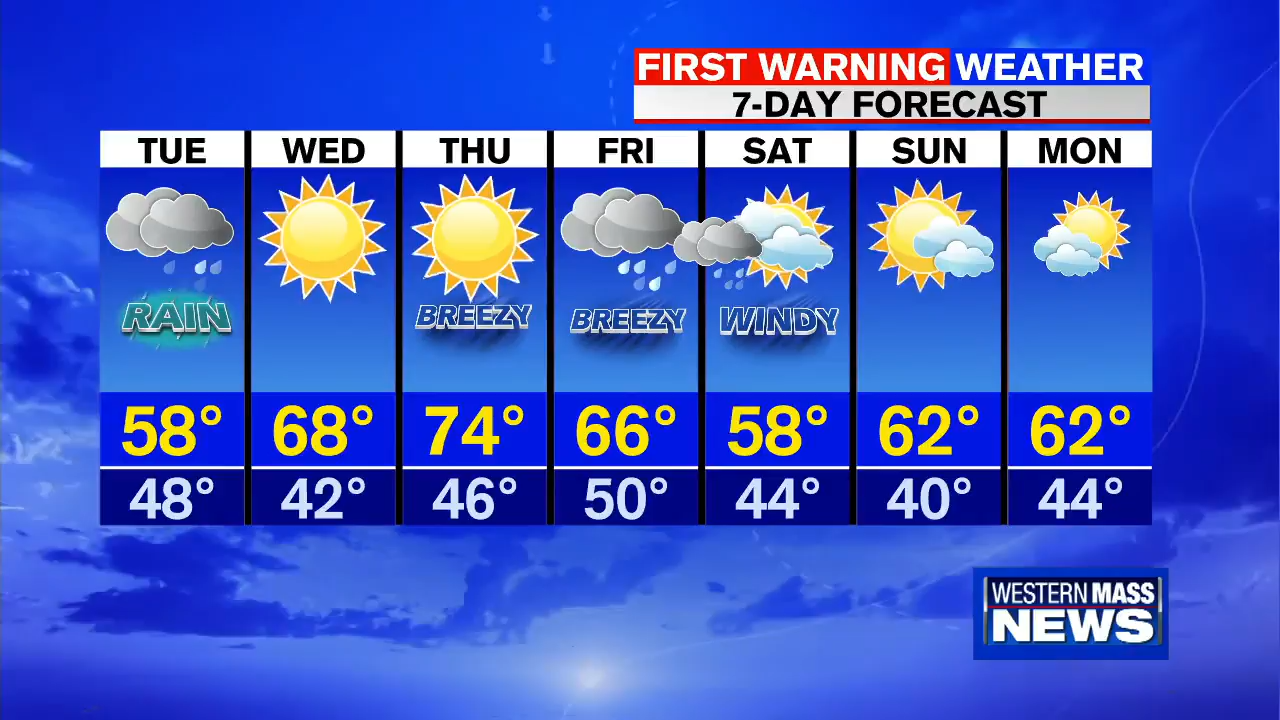 FIRST WARNING WEATHER
7-DAY FORECAST
TUE WED THU FRI SAT SUN MON
RAIN BREEZY BREEZY WINDY
58° 68° 74° 66° 58° 62° 62°
48° 42° 46° 50° 44° 40° 44°
WESTERN MASS
NEWS